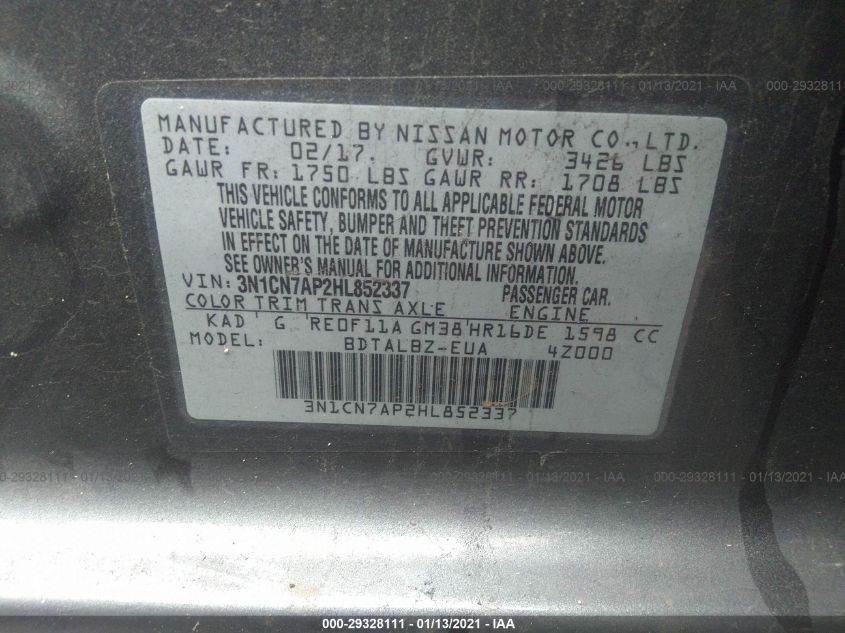 MANUFACTURED BY NISSAN MOTOR CO., LTD.
DATE: 02/17. GVWR: 3426 LBS
GAWR FR: 1750 LBS GAWR RR: 1708 LBS
THIS VEHICLE CONFORMS TO ALL APPLICABLE FEDERAL MOTOR
VEHICLE SAFETY, BUMPER AND THEFT PREVENTION STANDARDS
IN EFFECT ON THE DATE OF MANUFACTURE SHOWN ABOVE.
SEE OWNER'S MANUAL FOR ADDITIONAL INFORMATION.
VIN: 3N1CN7AP2HL852337 PASSENGER CAR.
COLOR TRIM TRANS AXLE ENGINE
KAD G RE0F11A GM38 HR16DE 1598 CC
MODEL: BDTALBZ-EUA 4Z000
3N1CN7AP2HL852337
000-29328111 - 01/13/2021 - IAA